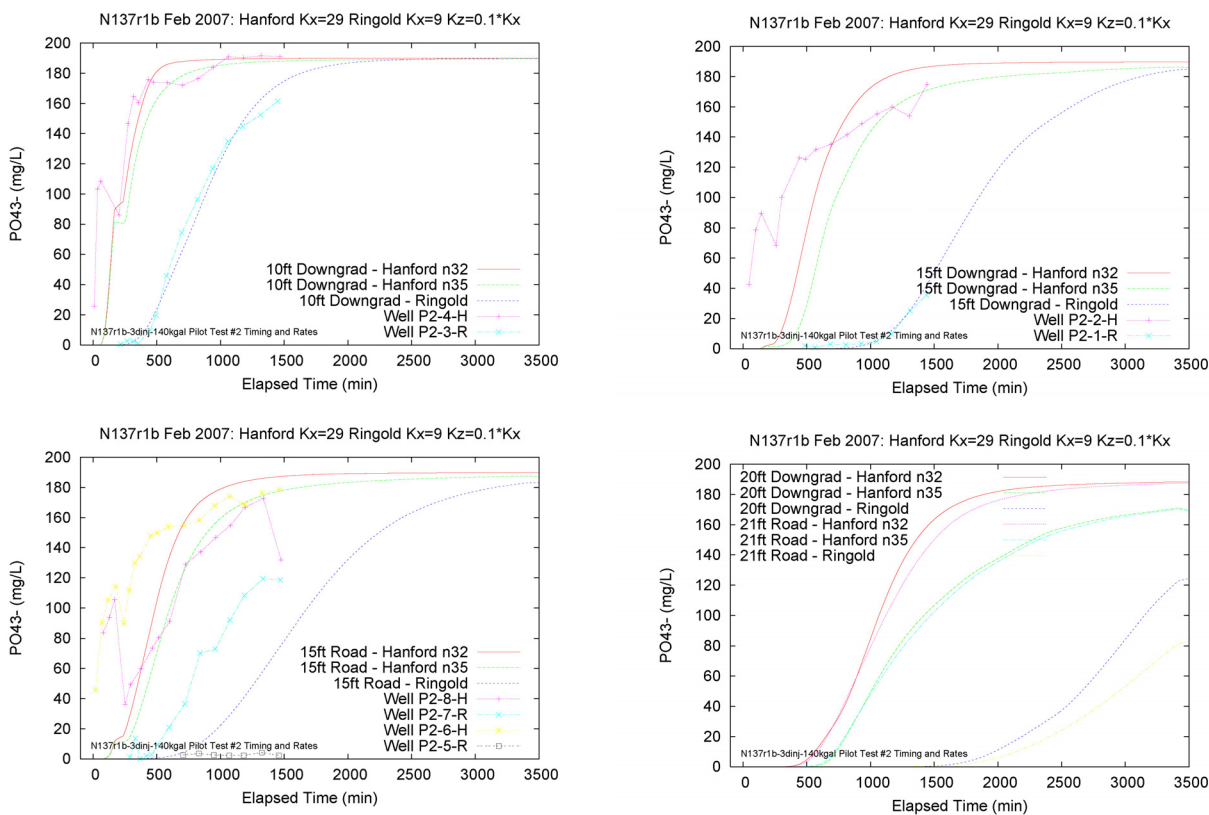 N137r1b Feb 2007: Hanford Kx=29 Ringold Kx=9 Kz=0.1*Kx
200
180
160
140
120
100
80
60
40
20
0
PO43- (mg/L)
10ft Downgrad - Hanford n32
10ft Downgrad - Hanford n35
10ft Downgrad - Ringold
Well P2-4-H
Well P2-3-R
N137r1b-3dinj-140kgal Pilot Test #2 Timing and Rates
0 500 1000 1500 2000 2500 3000 3500
Elapsed Time (min)
N137r1b Feb 2007: Hanford Kx=29 Ringold Kx=9 Kz=0.1*Kx
200
180
160
140
120
100
80
60
40
20
0
PO43- (mg/L)
15ft Downgrad - Hanford n32
15ft Downgrad - Hanford n35
15ft Downgrad - Ringold
Well P2-2-H
Well P2-1-R
N137r1b-3dinj-140kgal Pilot Test #2 Timing and Rates
0 500 1000 1500 2000 2500 3000 3500
Elapsed Time (min)
N137r1b Feb 2007: Hanford Kx=29 Ringold Kx=9 Kz=0.1*Kx
200
180
160
140
120
100
80
60
40
20
0
PO43- (mg/L)
15ft Road - Hanford n32
15ft Road - Hanford n35
15ft Road - Ringold
Well P2-8-H
Well P2-7-R
Well P2-6-H
Well P2-5-R
N137r1b-3dinj-140kgal Pilot Test #2 Timing and Rates
0 500 1000 1500 2000 2500 3000 3500
Elapsed Time (min)
N137r1b Feb 2007: Hanford Kx=29 Ringold Kx=9 Kz=0.1*Kx
200
180
160
140
120
100
80
60
40
20
0
PO43- (mg/L)
20ft Downgrad - Hanford n32
20ft Downgrad - Hanford n35
20ft Downgrad - Ringold
21ft Road - Hanford n32
21ft Road - Hanford n35
21ft Road - Ringold
N137r1b-3dinj-140kgal Pilot Test #2 Timing and Rates
0 500 1000 1500 2000 2500 3000 3500
Elapsed Time (min)